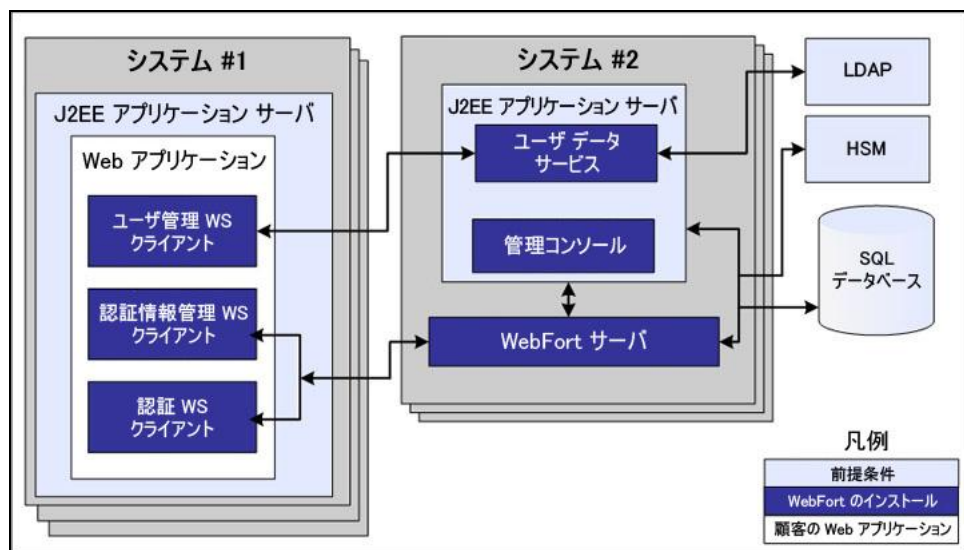 システム #1
J2EE アプリケーション サーバ
Web アプリケーション
ユーザ管理 WS
クライアント
認証情報管理 WS
クライアント
認証 WS
クライアント
システム #2
J2EE アプリケーション サーバ
ユーザ データ
サービス
管理コンソール
WebFort サーバ
LDAP
HSM
SQL
データベース
凡例
前提条件
WebFort のインストール
顧客の Web アプリケーション